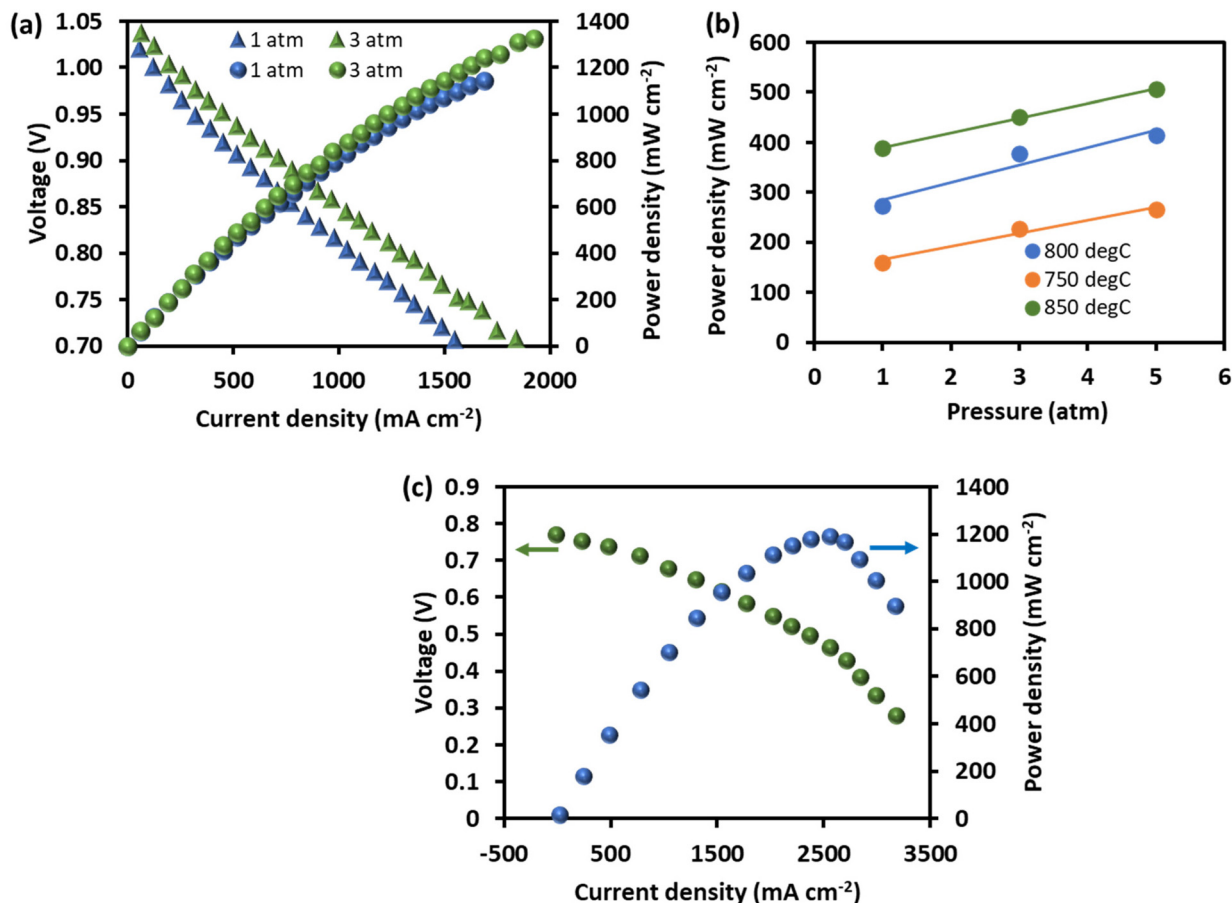 (a)
1.05
1.00
0.95
0.90
0.85
0.80
0.75
0.70
Voltage (V)
1 atm 3 atm
1 atm 3 atm
1400
1200
1000
800
600
400
200
0
Power density (mW cm⁻²)
0 500 1000 1500 2000
Current density (mA cm⁻²)
(b)
600
500
400
300
200
100
0
Power density (mW cm⁻²)
800 degC
750 degC
850 degC
0 1 2 3 4 5 6
Pressure (atm)
(c)
0.9
0.8
0.7
0.6
0.5
0.4
0.3
0.2
0.1
0
Voltage (V)
1400
1200
1000
800
600
400
200
0
Power density (mW cm⁻²)
-500 500 1500 2500 3500
Current density (mA cm⁻²)